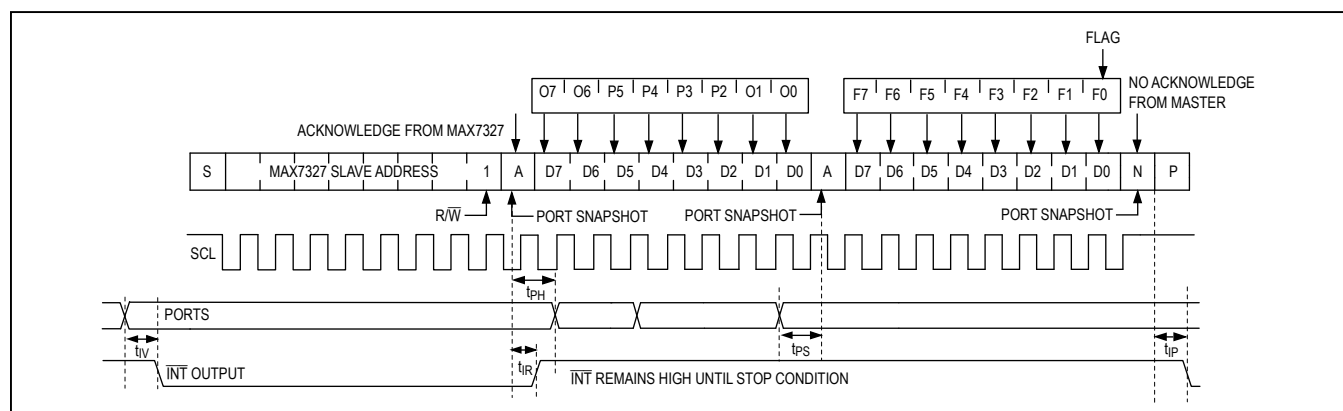 FLAG
O7 O6 P5 P4 P3 P2 O1 O0
F7 F6 F5 F4 F3 F2 F1 F0
NO ACKNOWLEDGE
FROM MASTER
ACKNOWLEDGE FROM MAX7327
S MAX7327 SLAVE ADDRESS 1 A D7 D6 D5 D4 D3 D2 D1 D0 A D7 D6 D5 D4 D3 D2 D1 D0 N P
R/W̅ PORT SNAPSHOT PORT SNAPSHOT PORT SNAPSHOT
SCL
tPH
PORTS
tIV tIR tPS tIP
I̅N̅T̅ OUTPUT I̅N̅T̅ REMAINS HIGH UNTIL STOP CONDITION